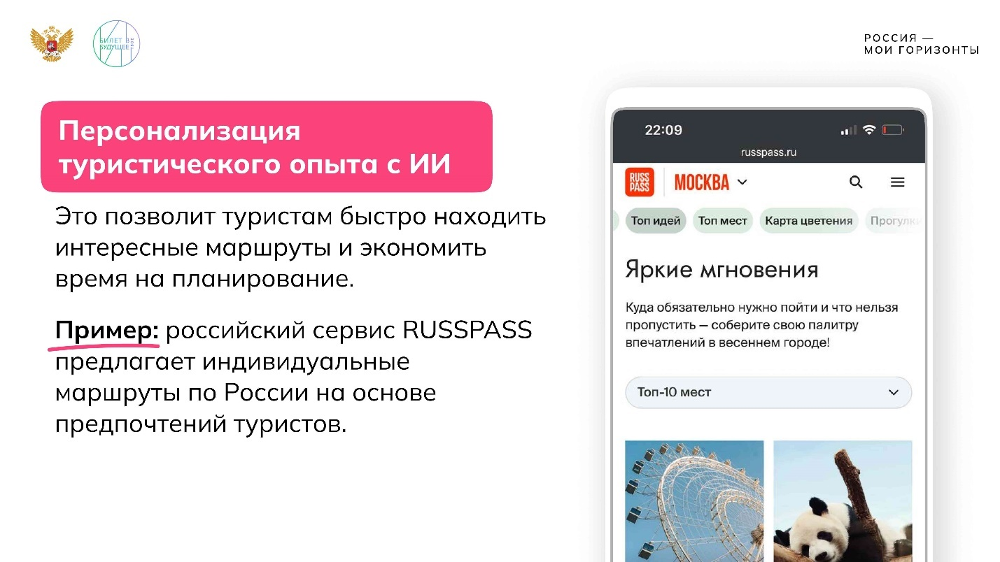 БИЛЕТ В
БУДУЩЕЕ
РОССИЯ —
МОИ ГОРИЗОНТЫ
Персонализация
туристического опыта с ИИ
Это позволит туристам быстро находить
интересные маршруты и экономить
время на планирование.
Пример: российский сервис RUSSPASS
предлагает индивидуальные
маршруты по России на основе
предпочтений туристов.
22:09
russpass.ru
RUSS
PASS
МОСКВА
Топ идей Топ мест Карта цветения Прогулки
Яркие мгновения
Куда обязательно нужно пойти и что нельзя
пропустить – соберите свою палитру
впечатлений в весеннем городе!
Топ-10 мест